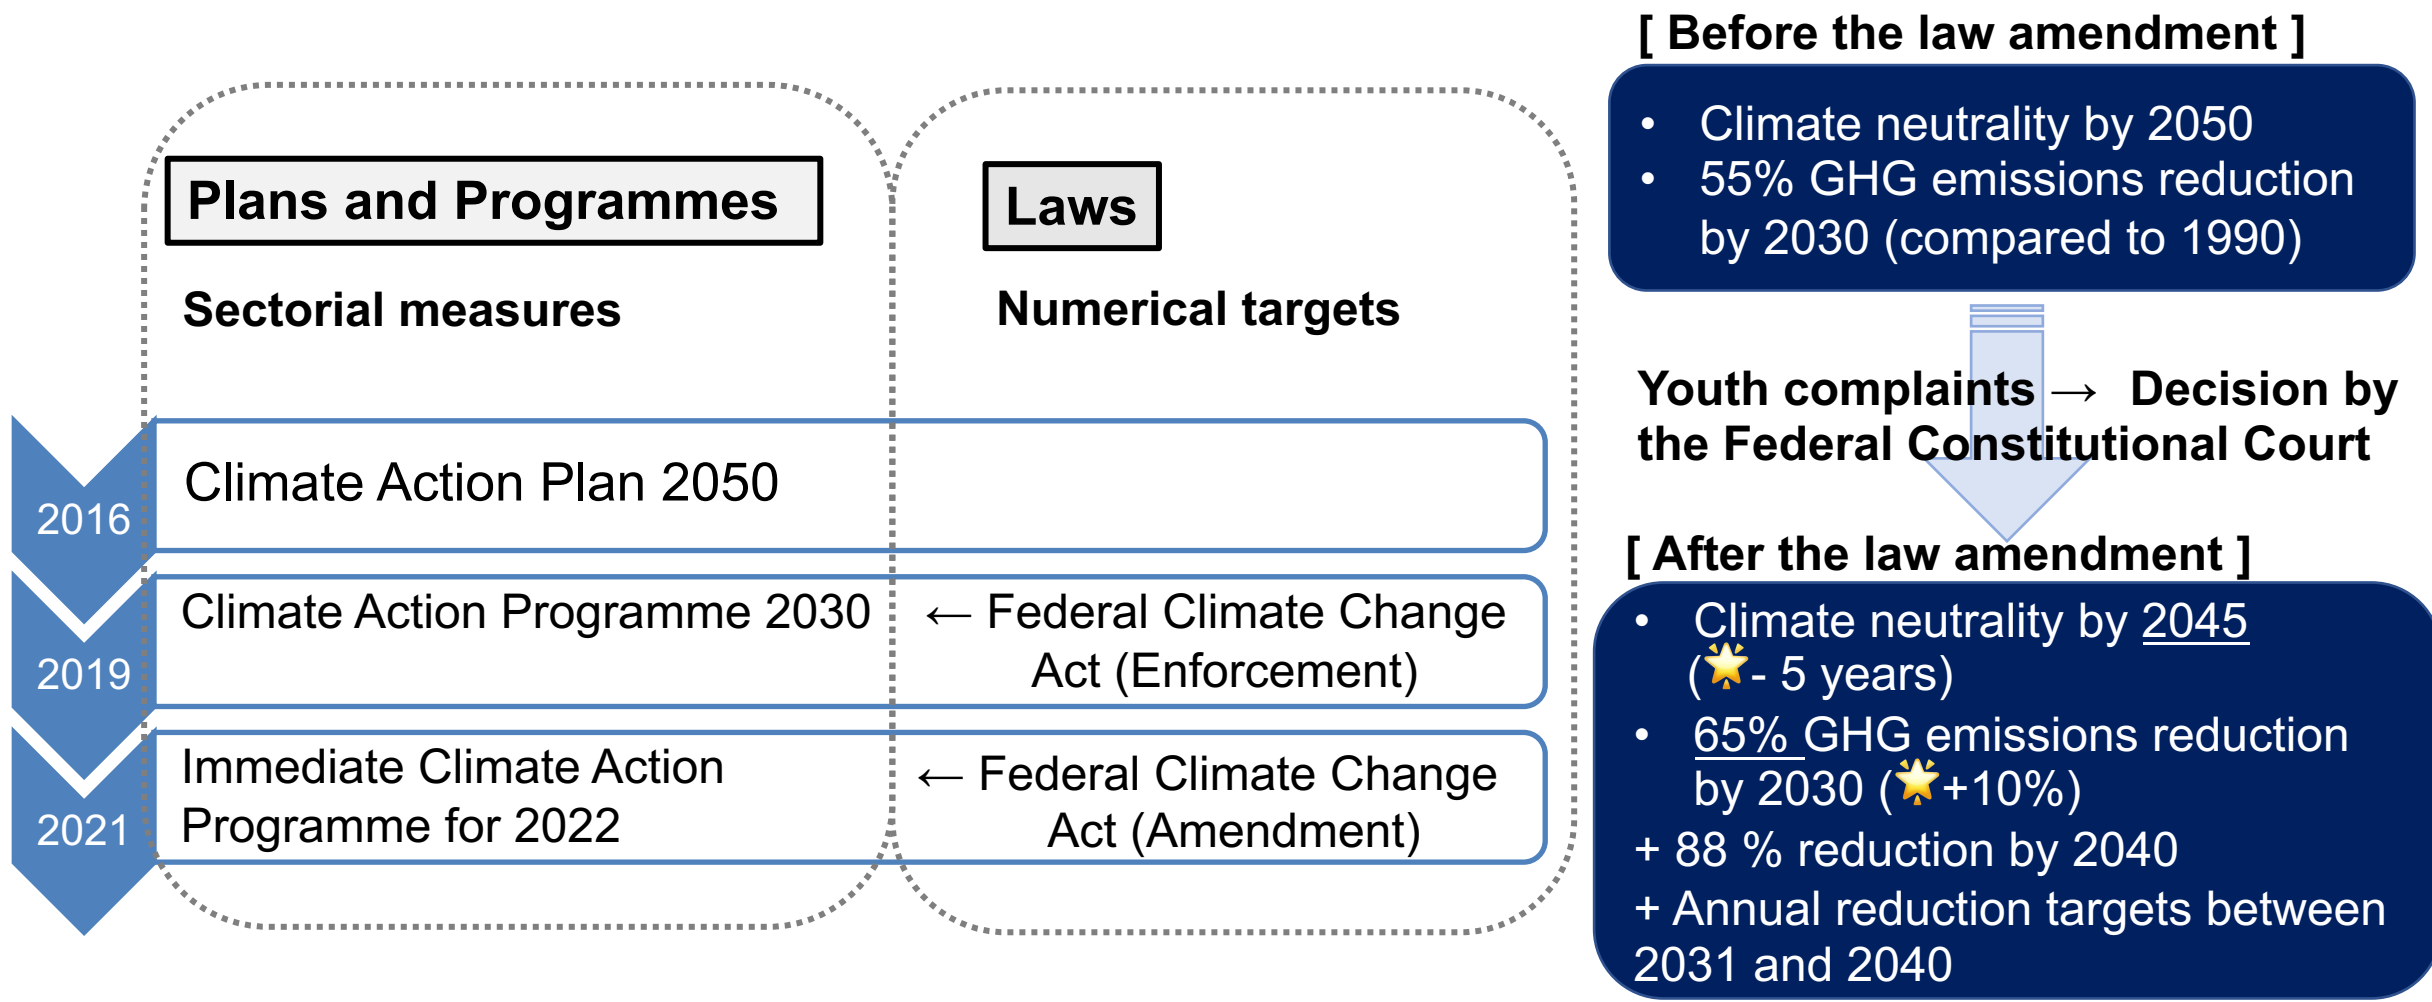 Plans and Programmes
Sectorial measures
Laws
Numerical targets
2016
Climate Action Plan 2050
2019
Climate Action Programme 2030
← Federal Climate Change
Act (Enforcement)
2021
Immediate Climate Action
Programme for 2022
← Federal Climate Change
Act (Amendment)
[ Before the law amendment ]
• Climate neutrality by 2050
• 55% GHG emissions reduction
by 2030 (compared to 1990)
Youth complaints → Decision by
the Federal Constitutional Court
[ After the law amendment ]
• Climate neutrality by 2045
(🌟- 5 years)
• 65% GHG emissions reduction
by 2030 (🌟+10%)
+ 88 % reduction by 2040
+ Annual reduction targets between
2031 and 2040